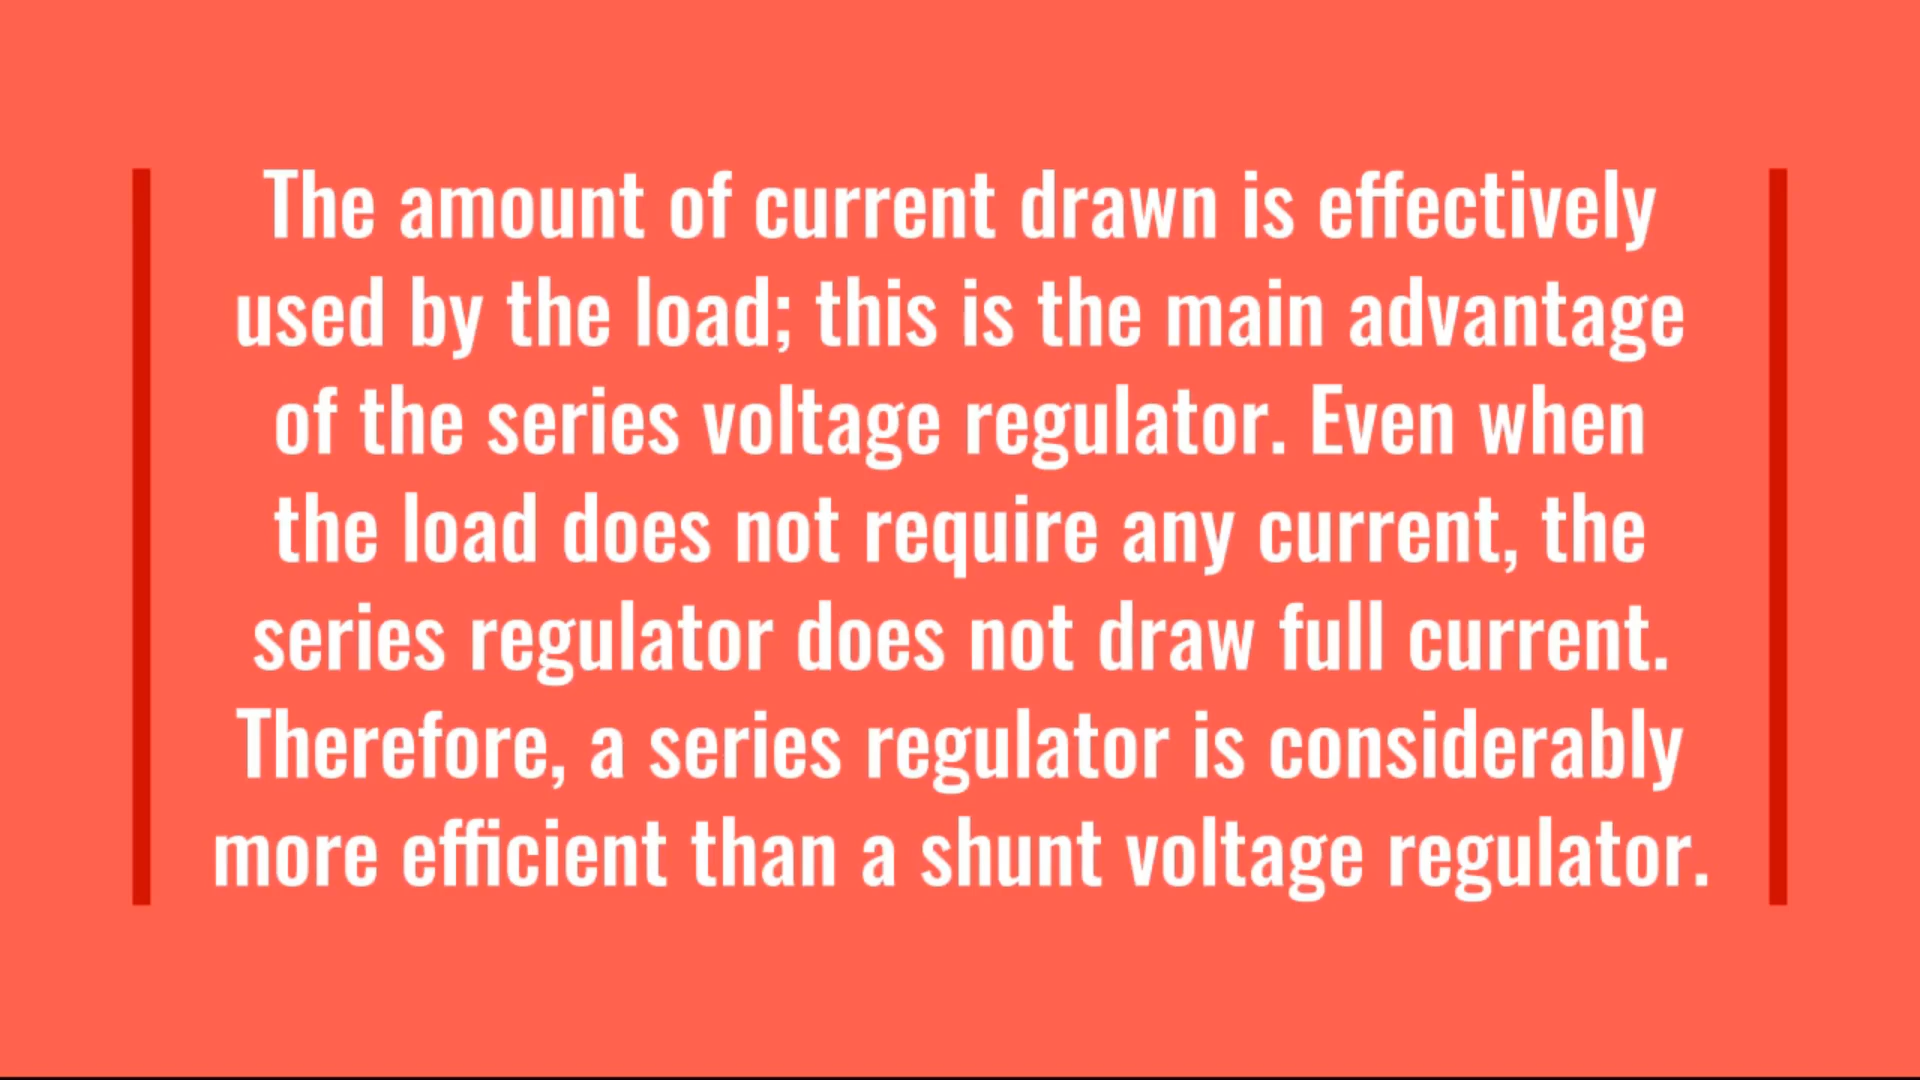 The amount of current drawn is effectively
used by the load; this is the main advantage
of the series voltage regulator. Even when
the load does not require any current, the
series regulator does not draw full current.
Therefore, a series regulator is considerably
more efficient than a shunt voltage regulator.